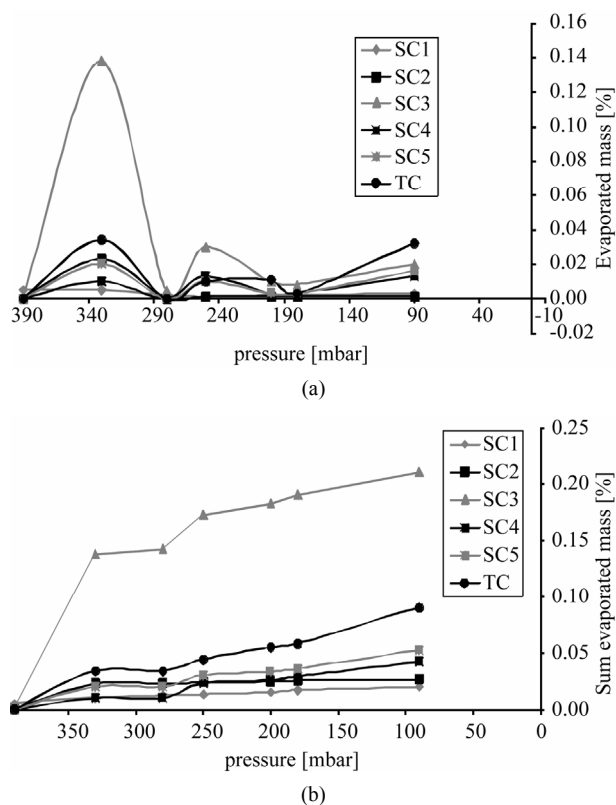 0.16
0.14
0.12
0.10
0.08
0.06
0.04
0.02
0.00
-0.02
Evaporated mass [%]
SC1
SC2
SC3
SC4
SC5
TC
390
340
290
240
190
140
90
40
-10
pressure [mbar]
(a)
0.25
0.20
0.15
0.10
0.05
0.00
Sum evaporated mass [%]
SC1
SC2
SC3
SC4
SC5
TC
350
300
250
200
150
100
50
0
pressure [mbar]
(b)